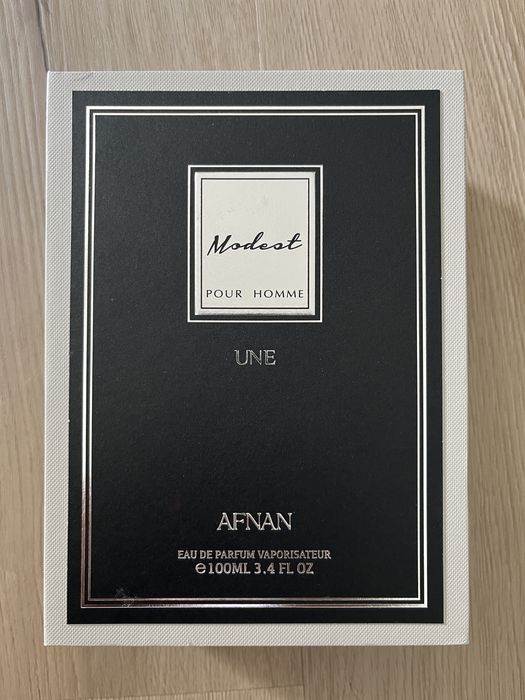 Modest
POUR HOMME
UNE
AFNAN
EAU DE PARFUM VAPORISATEUR
℮100ML 3.4 FL OZ